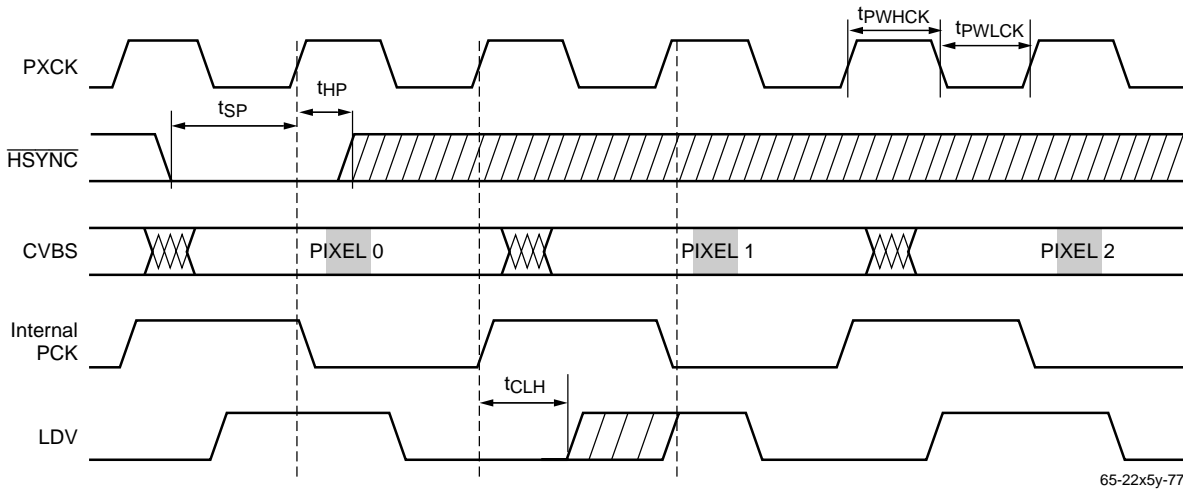 tPWHCK
tPWLCK
PXCK
tHP
tSP
HSYNC
CVBS
PIXEL 0
PIXEL 1
PIXEL 2
Internal
PCK
tCLH
LDV
65-22x5y-77